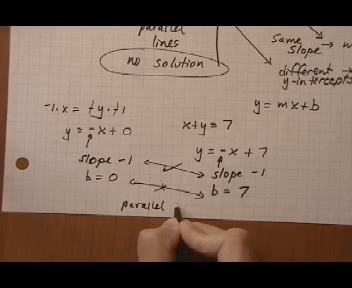 parallel
lines
no solution
same
slope →
different →
y-intercepts
y = mx + b
-1·x = +y·+1
x+y = 7
y = -x + 0
y = -x + 7
slope -1
slope -1
b = 0
b = 7
parallel